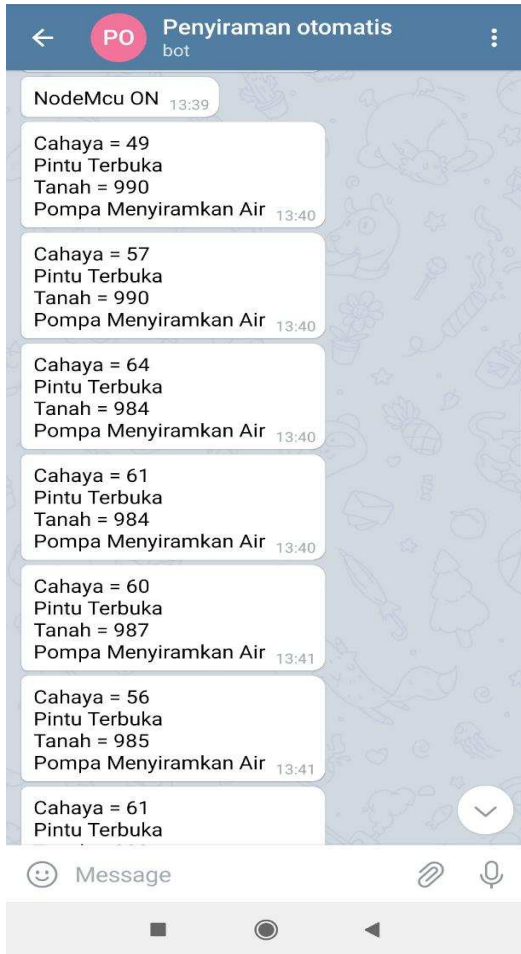 PO
Penyiraman otomatis
bot
NodeMcu ON 13:39
Cahaya = 49
Pintu Terbuka
Tanah = 990
Pompa Menyiramkan Air 13:40
Cahaya = 57
Pintu Terbuka
Tanah = 990
Pompa Menyiramkan Air 13:40
Cahaya = 64
Pintu Terbuka
Tanah = 984
Pompa Menyiramkan Air 13:40
Cahaya = 61
Pintu Terbuka
Tanah = 984
Pompa Menyiramkan Air 13:40
Cahaya = 60
Pintu Terbuka
Tanah = 987
Pompa Menyiramkan Air 13:41
Cahaya = 56
Pintu Terbuka
Tanah = 985
Pompa Menyiramkan Air 13:41
Cahaya = 61
Pintu Terbuka
Message